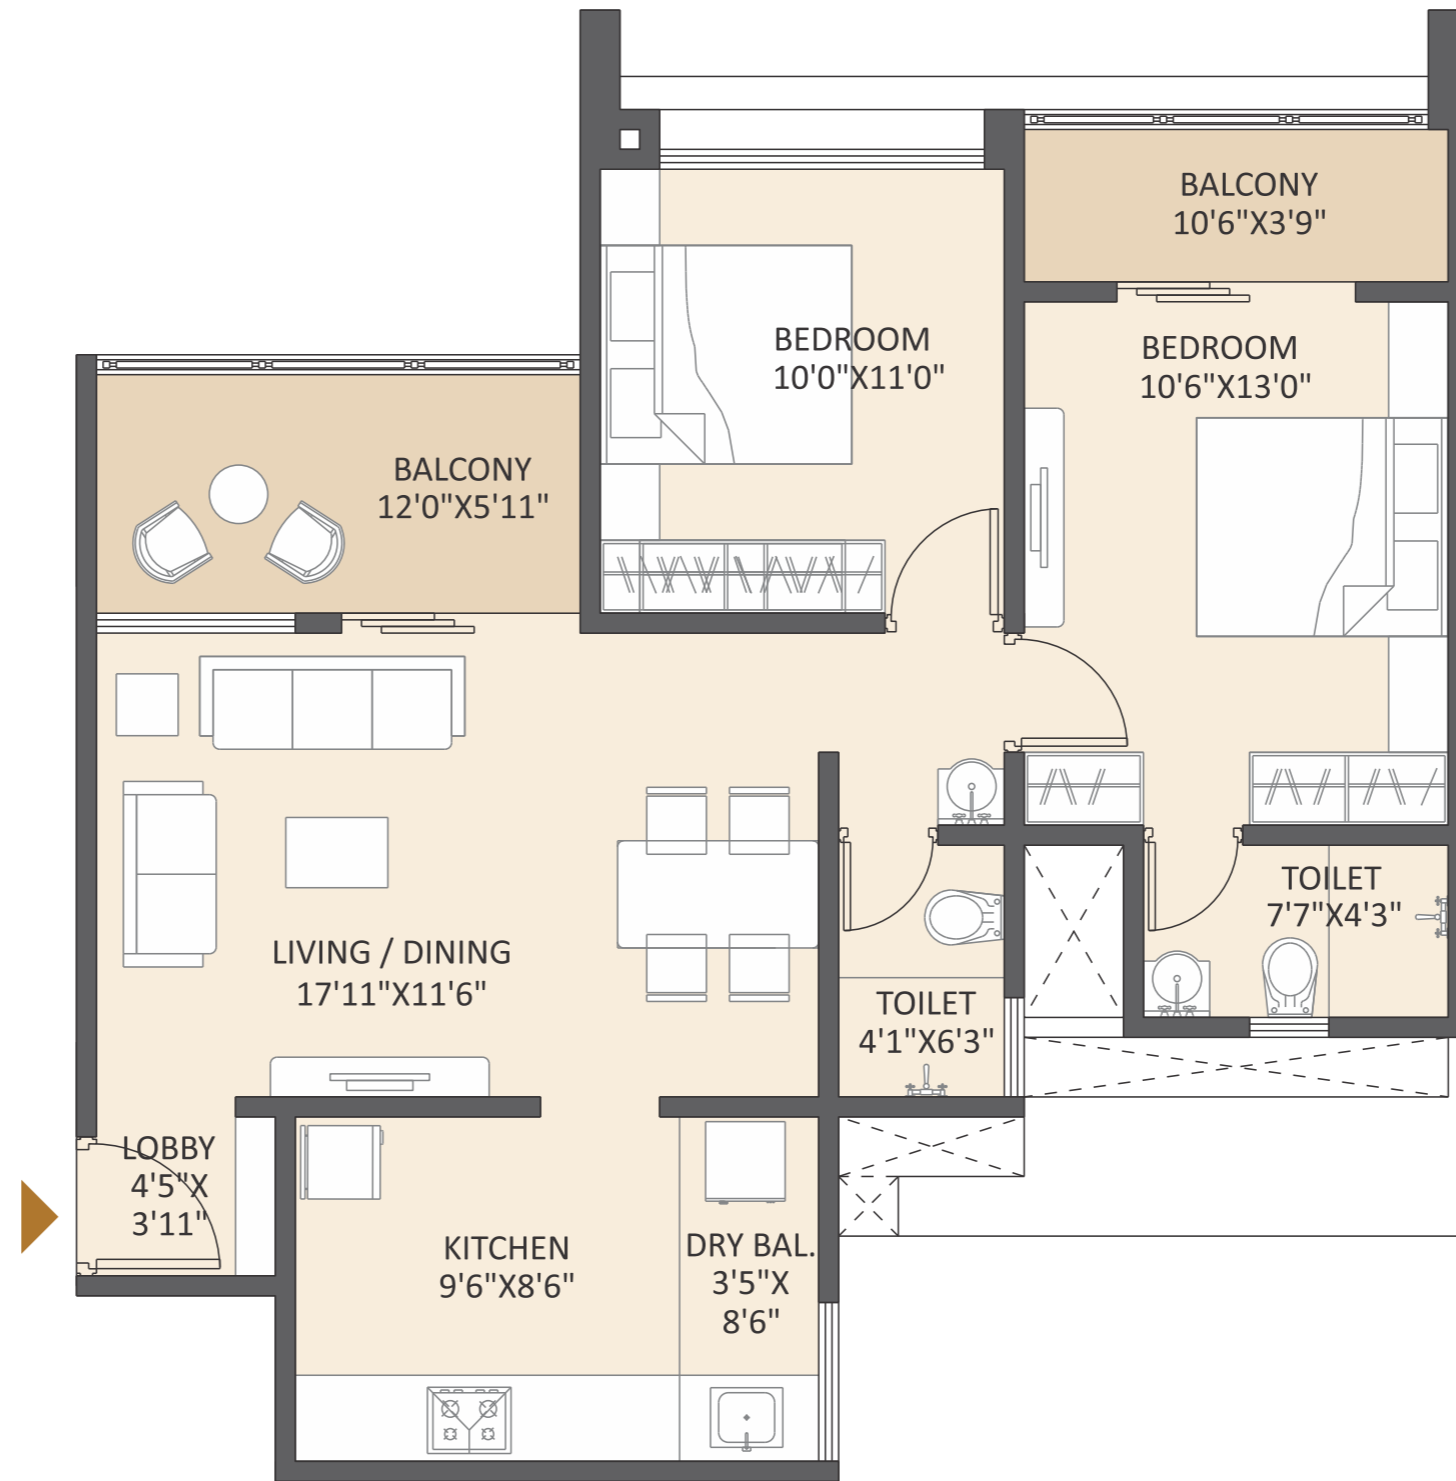 BALCONY
10'6"X3'9"
BEDROOM
10'0"X11'0"
BEDROOM
10'6"X13'0"
BALCONY
12'0"X5'11"
LIVING / DINING
17'11"X11'6"
TOILET
7'7"X4'3"
TOILET
4'1"X6'3"
LOBBY
4'5"X
3'11"
KITCHEN
9'6"X8'6"
DRY BAL.
3'5"X
8'6"